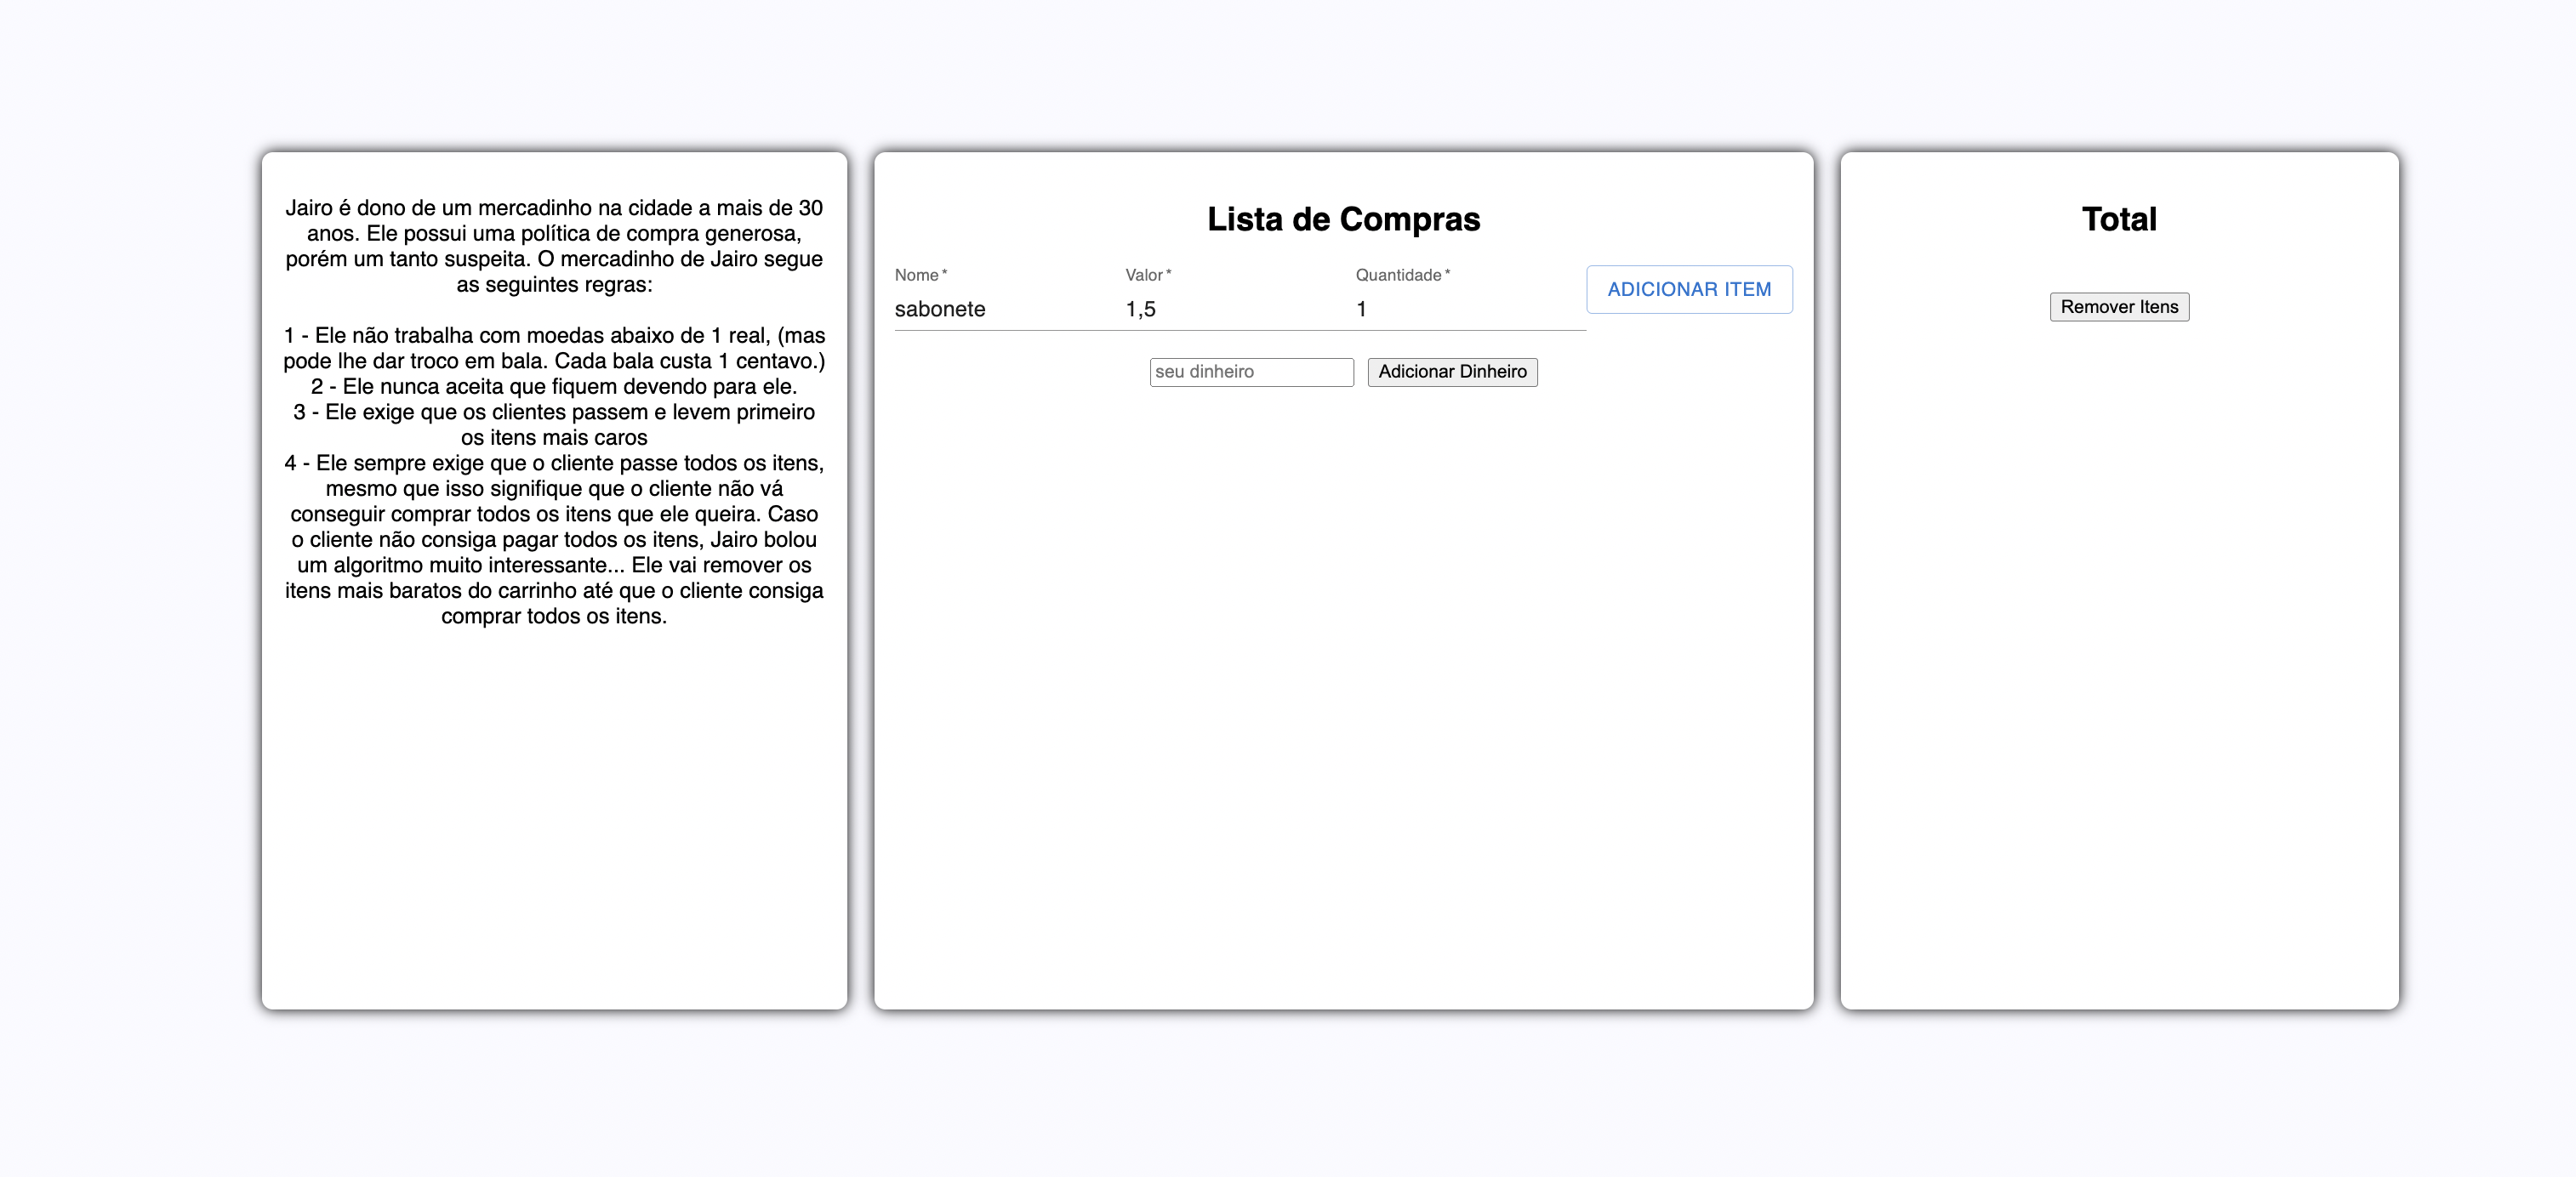 Jairo é dono de um mercadinho na cidade a mais de 30
anos. Ele possui uma política de compra generosa,
porém um tanto suspeita. O mercadinho de Jairo segue
as seguintes regras:
1 - Ele não trabalha com moedas abaixo de 1 real, (mas
pode lhe dar troco em bala. Cada bala custa 1 centavo.)
2 - Ele nunca aceita que fiquem devendo para ele.
3 - Ele exige que os clientes passem e levem primeiro
os itens mais caros
4 - Ele sempre exige que o cliente passe todos os itens,
mesmo que isso signifique que o cliente não vá
conseguir comprar todos os itens que ele queira. Caso
o cliente não consiga pagar todos os itens, Jairo bolou
um algoritmo muito interessante... Ele vai remover os
itens mais baratos do carrinho até que o cliente consiga
comprar todos os itens.
Lista de Compras
Nome * Valor * Quantidade *
sabonete 1,5 1
ADICIONAR ITEM
seu dinheiro Adicionar Dinheiro
Total
Remover Itens